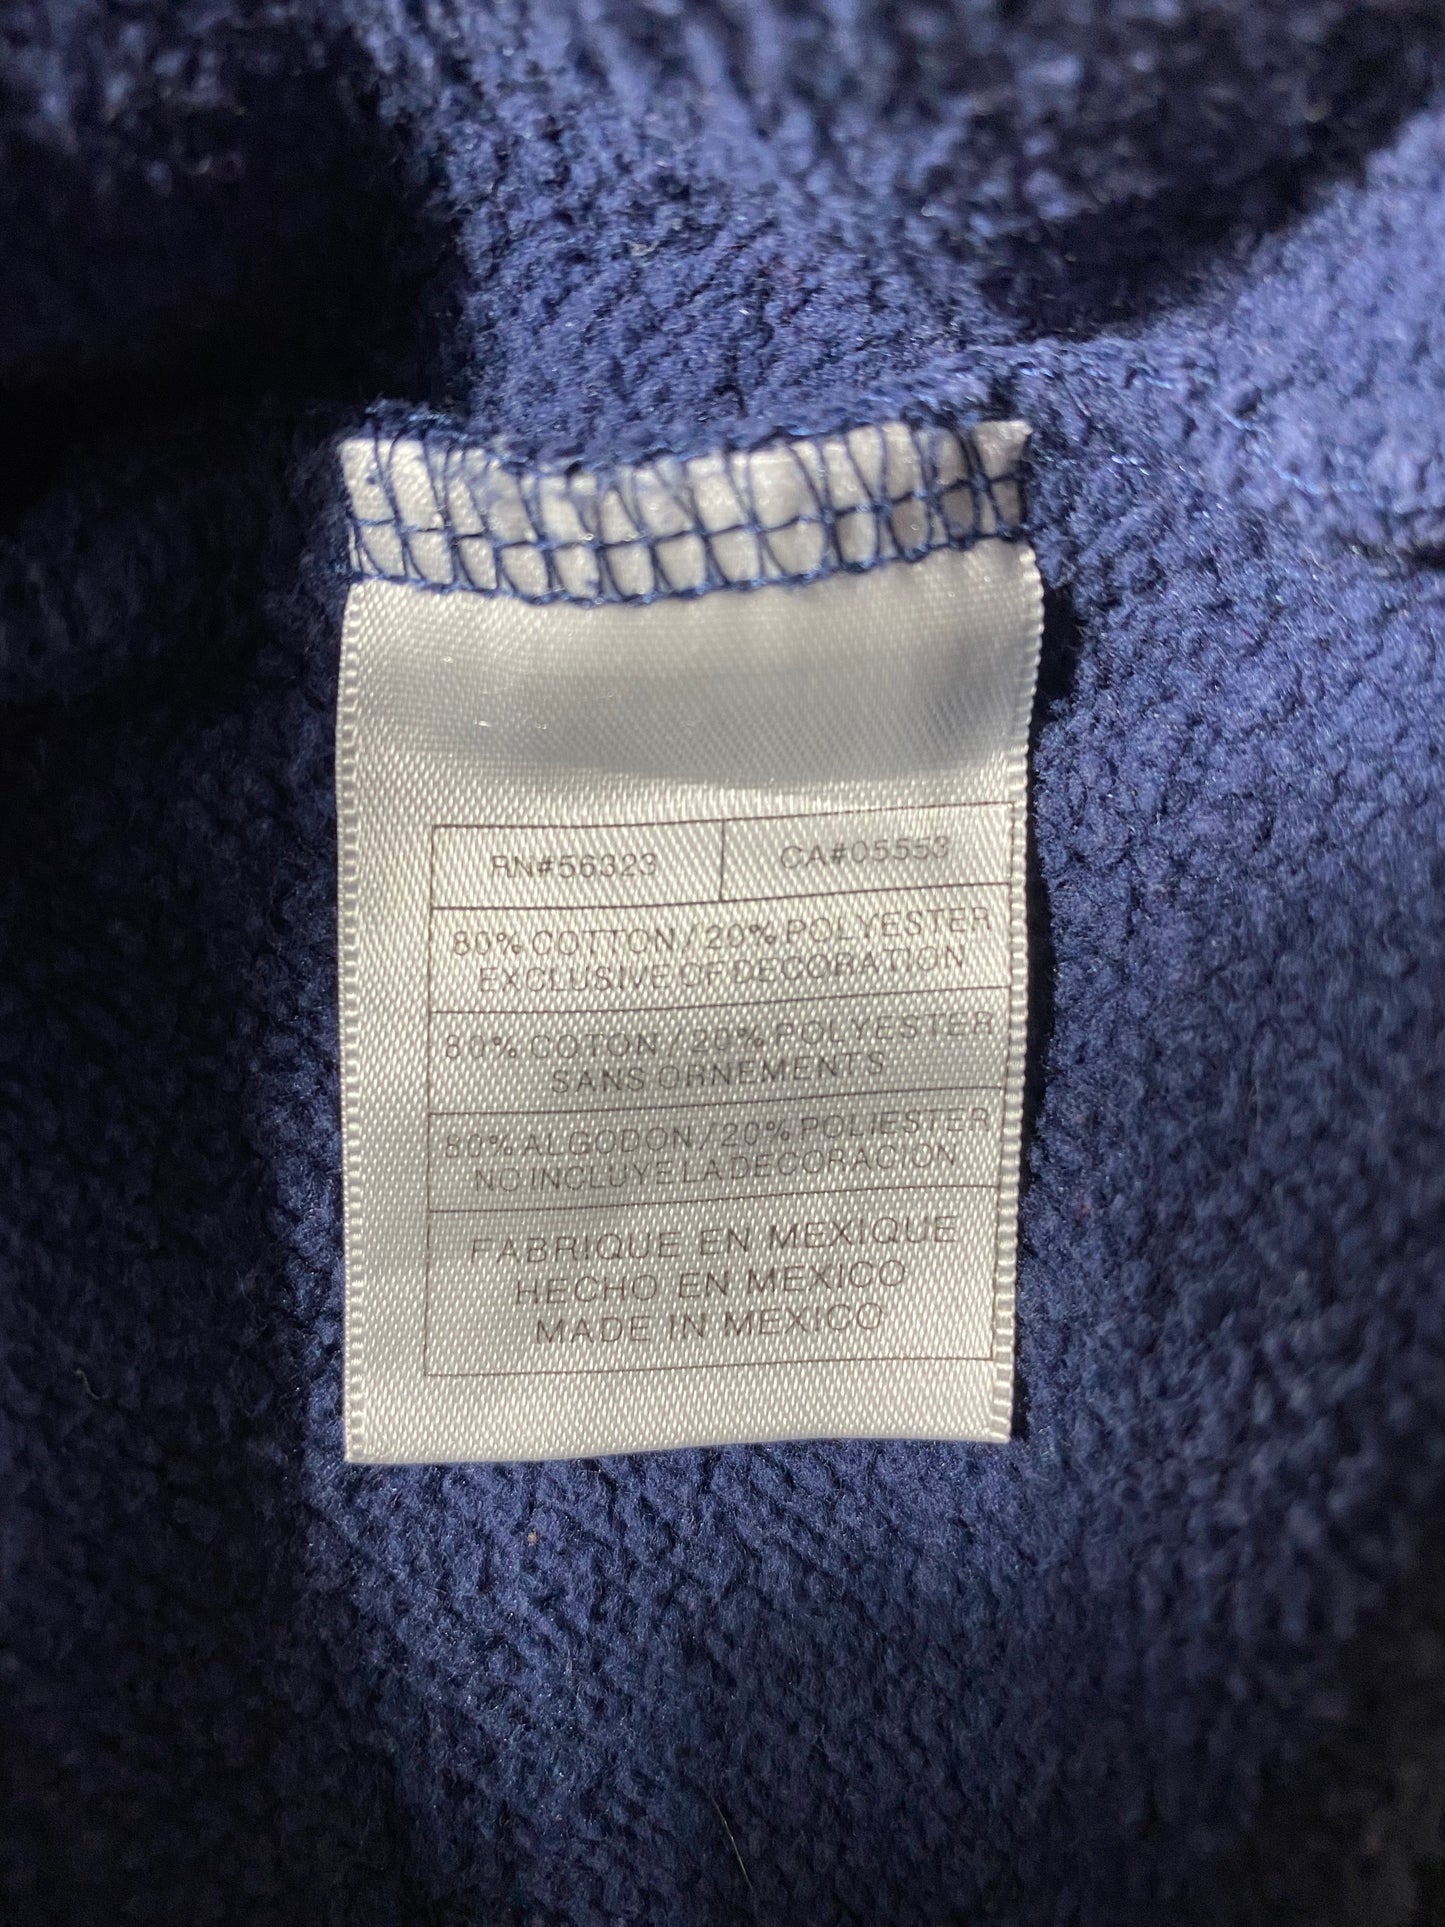 RN#56323 CA#05553
80% COTTON / 20% POLYESTER
EXCLUSIVE OF DECORATION
80% COTON / 20% POLYESTER
SANS ORNEMENTS
80% ALGODON / 20% POLIESTER
NO INCLUYE LA DECORACION
FABRIQUE EN MEXIQUE
HECHO EN MEXICO
MADE IN MEXICO